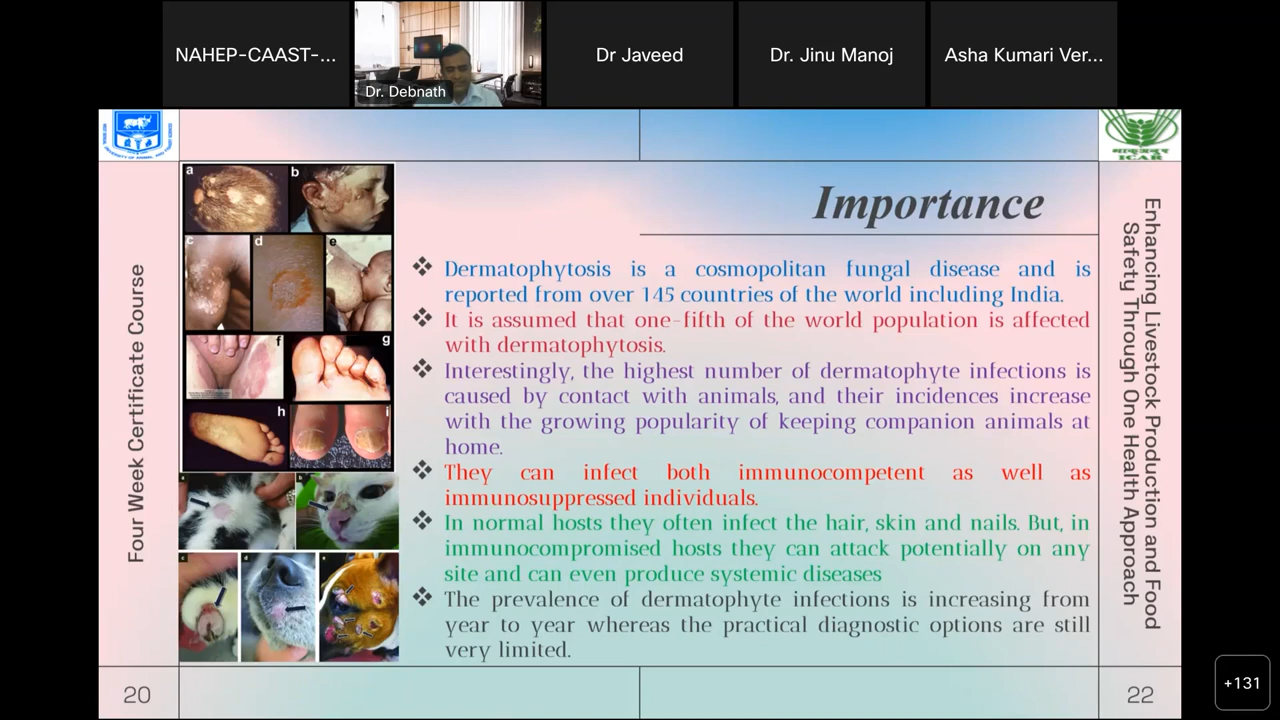 NAHEP-CAAST-...
Dr. Debnath
Dr Javeed
Dr. Jinu Manoj
Asha Kumari Ver...
ICAR
Four Week Certificate Course
a
b
c
d
e
f
g
h
i
Importance
❖ Dermatophytosis is a cosmopolitan fungal disease and is
reported from over 145 countries of the world including India.
❖ It is assumed that one-fifth of the world population is affected
with dermatophytosis.
❖ Interestingly, the highest number of dermatophyte infections is
caused by contact with animals, and their incidences increase
with the growing popularity of keeping companion animals at
home.
❖ They can infect both immunocompetent as well as
immunosuppressed individuals.
❖ In normal hosts they often infect the hair, skin and nails. But, in
immunocompromised hosts they can attack potentially on any
site and can even produce systemic diseases
❖ The prevalence of dermatophyte infections is increasing from
year to year whereas the practical diagnostic options are still
very limited.
Enhancing Livestock Production and Food
Safety Through One Health Approach
20
22
+131